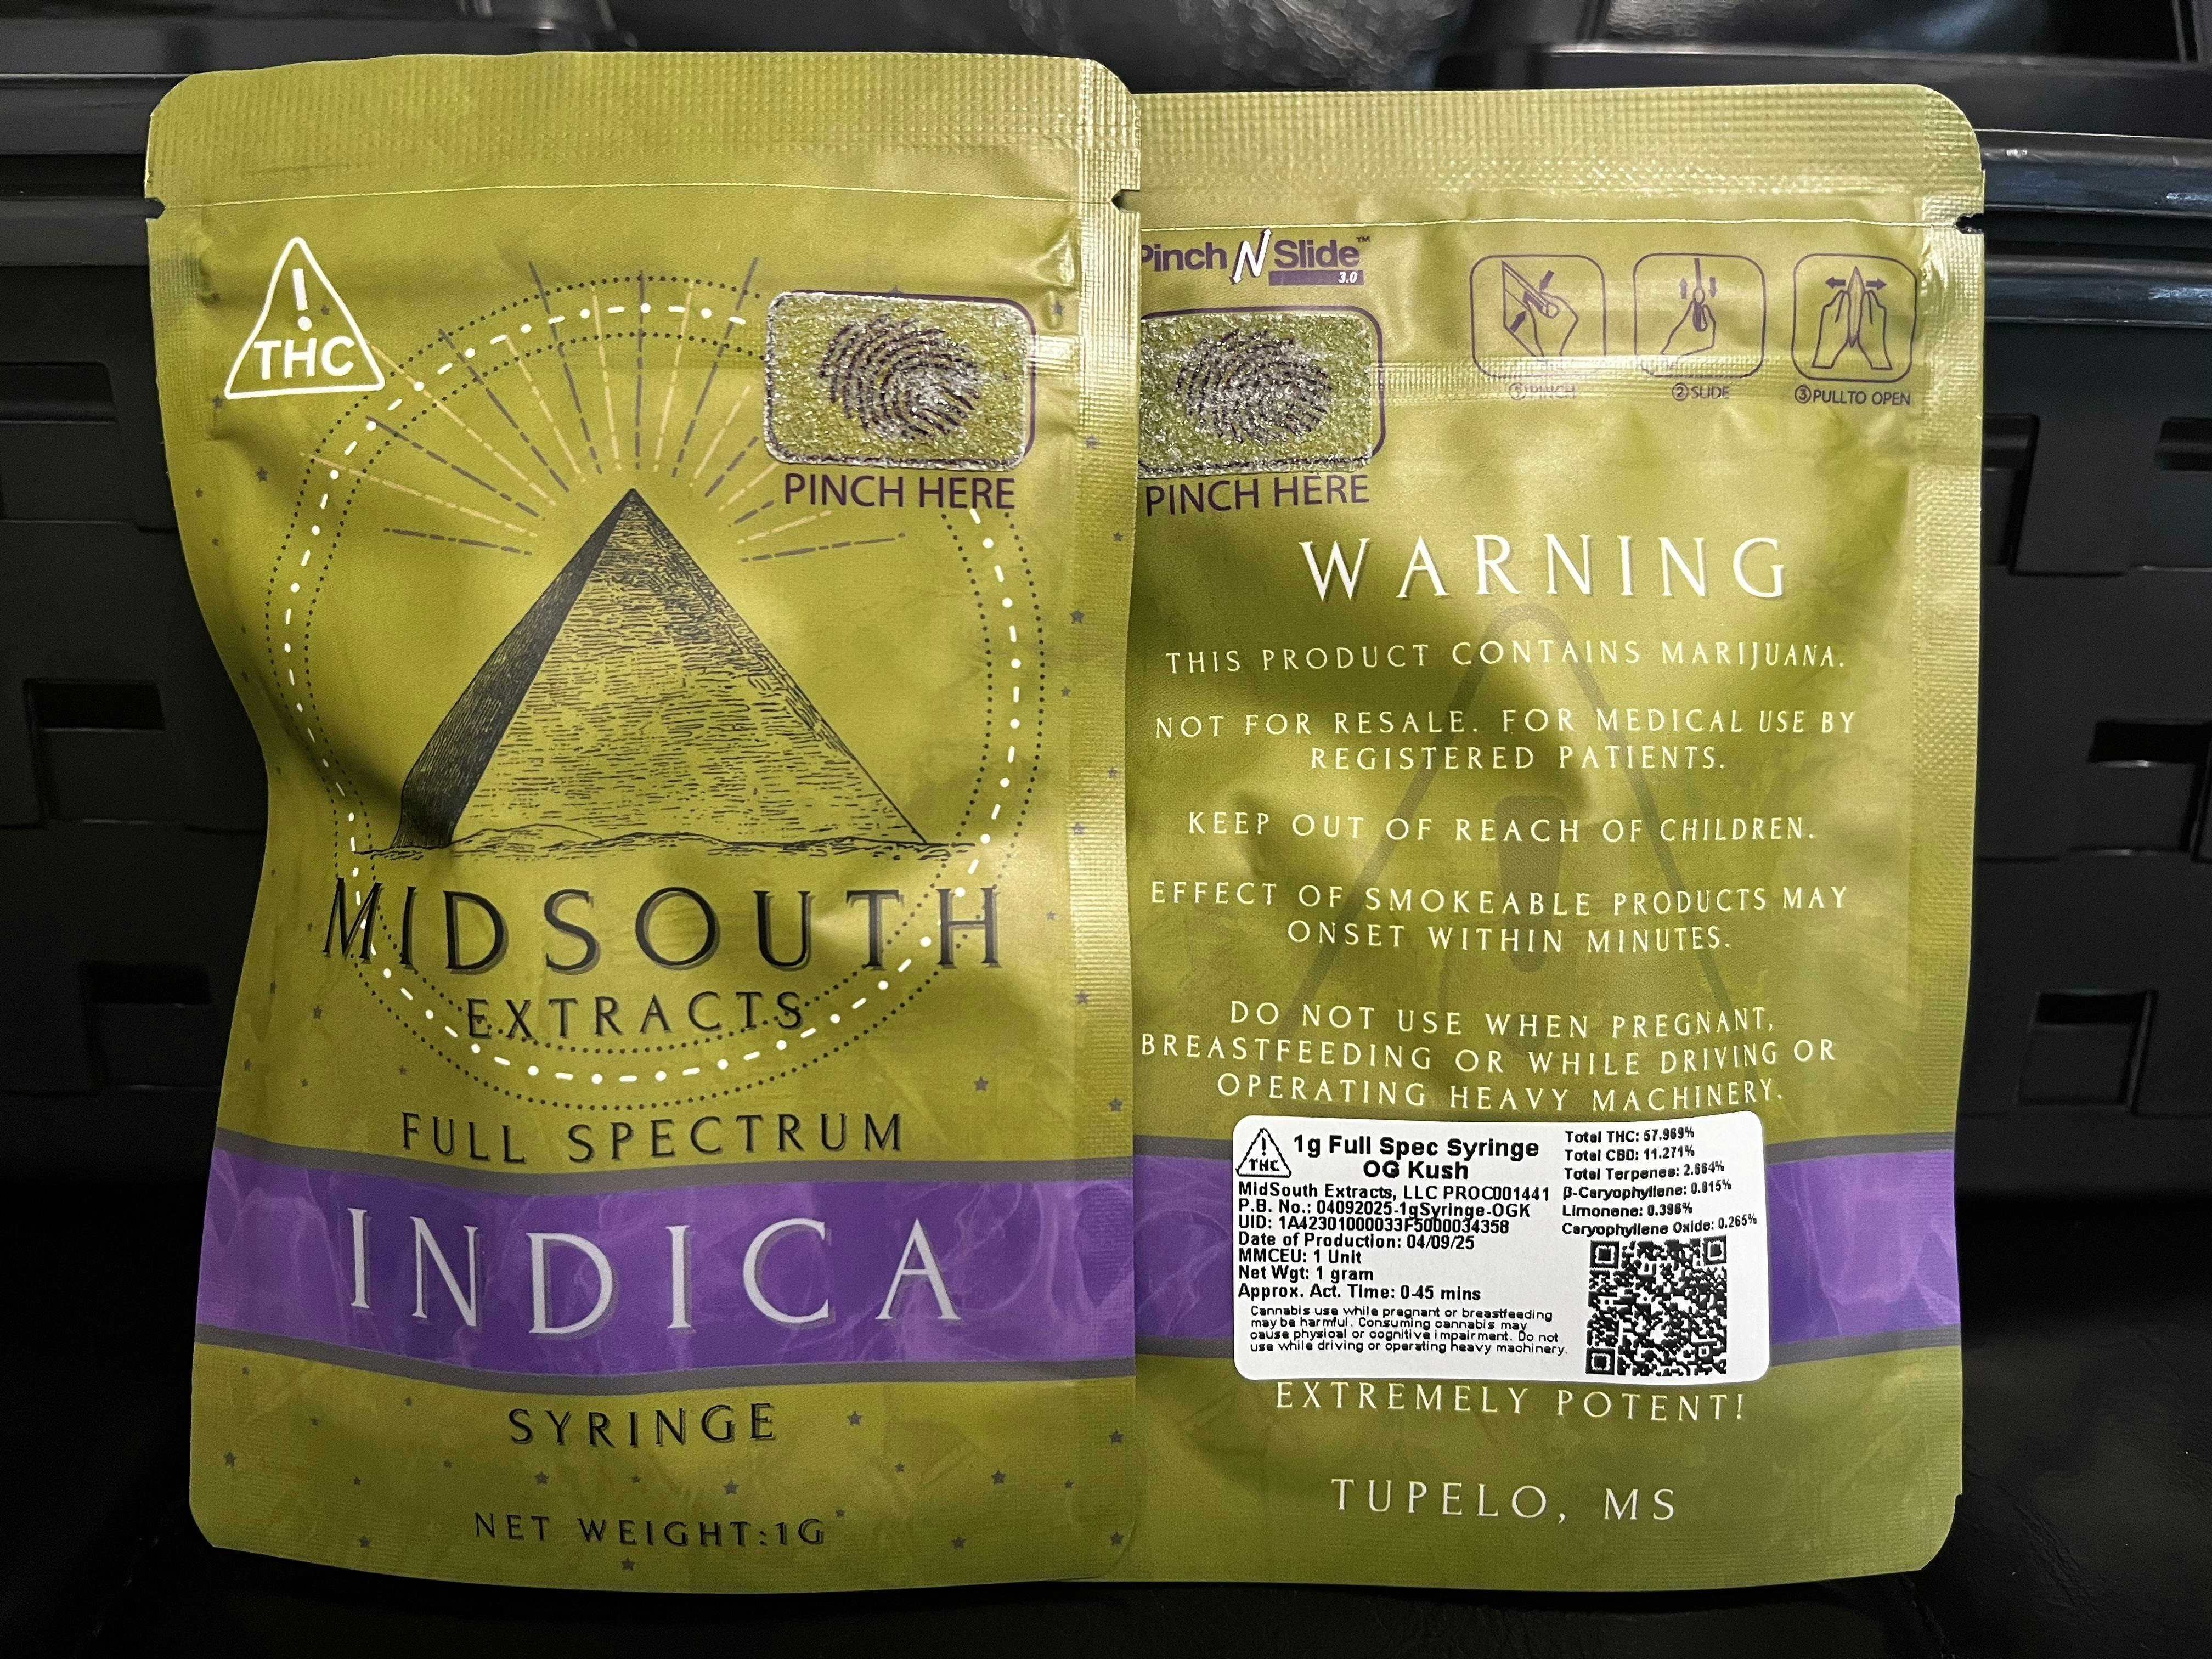 THC
PINCH HERE
MIDSOUTH
EXTRACTS
FULL SPECTRUM
INDICA
SYRINGE
NET WEIGHT:1G
Pinch N Slide™
3.0
① PINCH
② SLIDE
③ PULL TO OPEN
PINCH HERE
WARNING
THIS PRODUCT CONTAINS MARIJUANA.
NOT FOR RESALE. FOR MEDICAL USE BY
REGISTERED PATIENTS.
KEEP OUT OF REACH OF CHILDREN.
EFFECT OF SMOKEABLE PRODUCTS MAY
ONSET WITHIN MINUTES.
DO NOT USE WHEN PREGNANT,
BREASTFEEDING OR WHILE DRIVING OR
OPERATING HEAVY MACHINERY.
THC
1g Full Spec Syringe
OG Kush
MidSouth Extracts, LLC PROC001441
P.B. No.: 04092025-1gSyringe-OGK
UID: 1A42301000033F5000034358
Date of Production: 04/09/25
MMCEU: 1 Unit
Net Wgt: 1 gram
Approx. Act. Time: 0-45 mins
Cannabis use while pregnant or breastfeeding
may be harmful. Consuming cannabis may
cause physical or cognitive impairment. Do not
use while driving or operating heavy machinery.
Total THC: 57.969%
Total CBD: 11.271%
Total Terpenes: 2.664%
β-Caryophyllene: 0.815%
Limonene: 0.396%
Caryophyllene Oxide: 0.265%
EXTREMELY POTENT!
TUPELO, MS